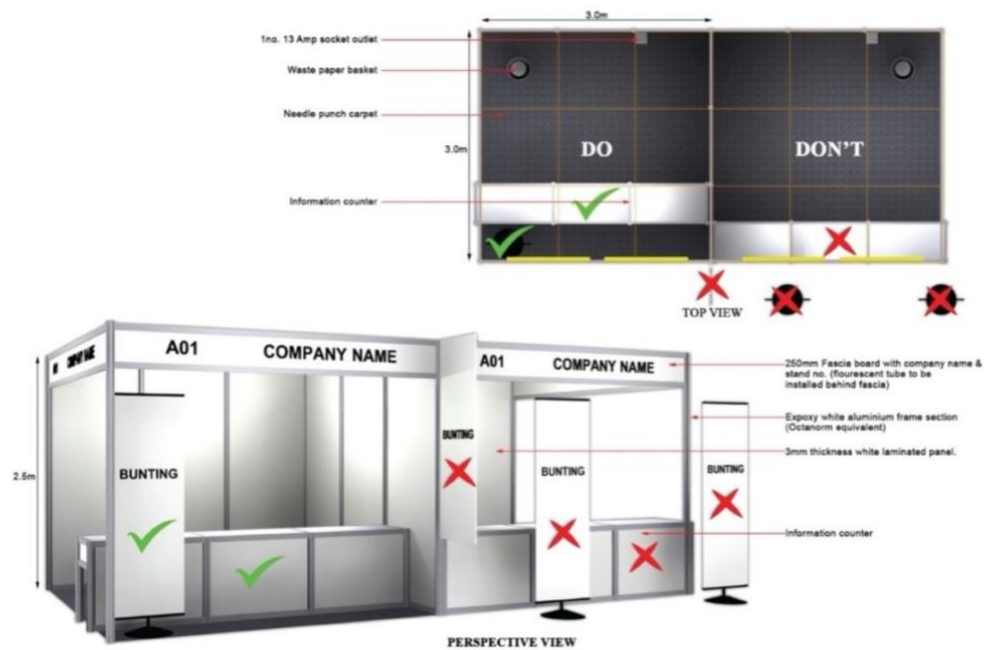 3.0m
1no. 13 Amp socket outlet
Waste paper basket
Needle punch carpet
3.0m
DO
DON'T
Information counter
TOP VIEW
COMPANY NAME
A01
COMPANY NAME
A01
COMPANY NAME
250mm Fascia board with company name &
stand no. (flourescent tube to be
installed behind fascia)
Expoxy white aluminium frame section
(Octanorm equivalent)
3mm thickness white laminated panel.
2.5m
BUNTING
BUNTING
BUNTING
BUNTING
Information counter
PERSPECTIVE VIEW